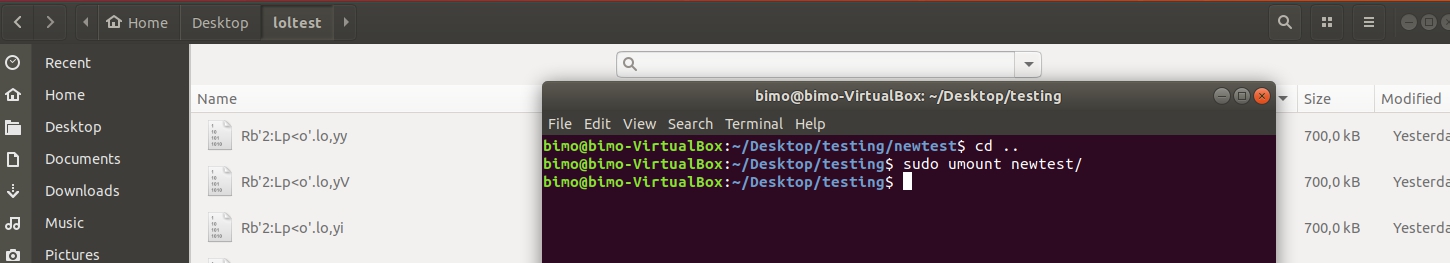 Home Desktop loltest
Recent
Home
Desktop
Documents
Downloads
Music
Pictures
Name Size Modified
Rb'2:Lp<o'.lo,yy 700,0 kB Yesterda
Rb'2:Lp<o'.lo,yV 700,0 kB Yesterda
Rb'2:Lp<o'.lo,yi 700,0 kB Yesterda
bimo@bimo-VirtualBox: ~/Desktop/testing
File Edit View Search Terminal Help
bimo@bimo-VirtualBox:~/Desktop/testing/newtest$ cd ..
bimo@bimo-VirtualBox:~/Desktop/testing$ sudo umount newtest/
bimo@bimo-VirtualBox:~/Desktop/testing$